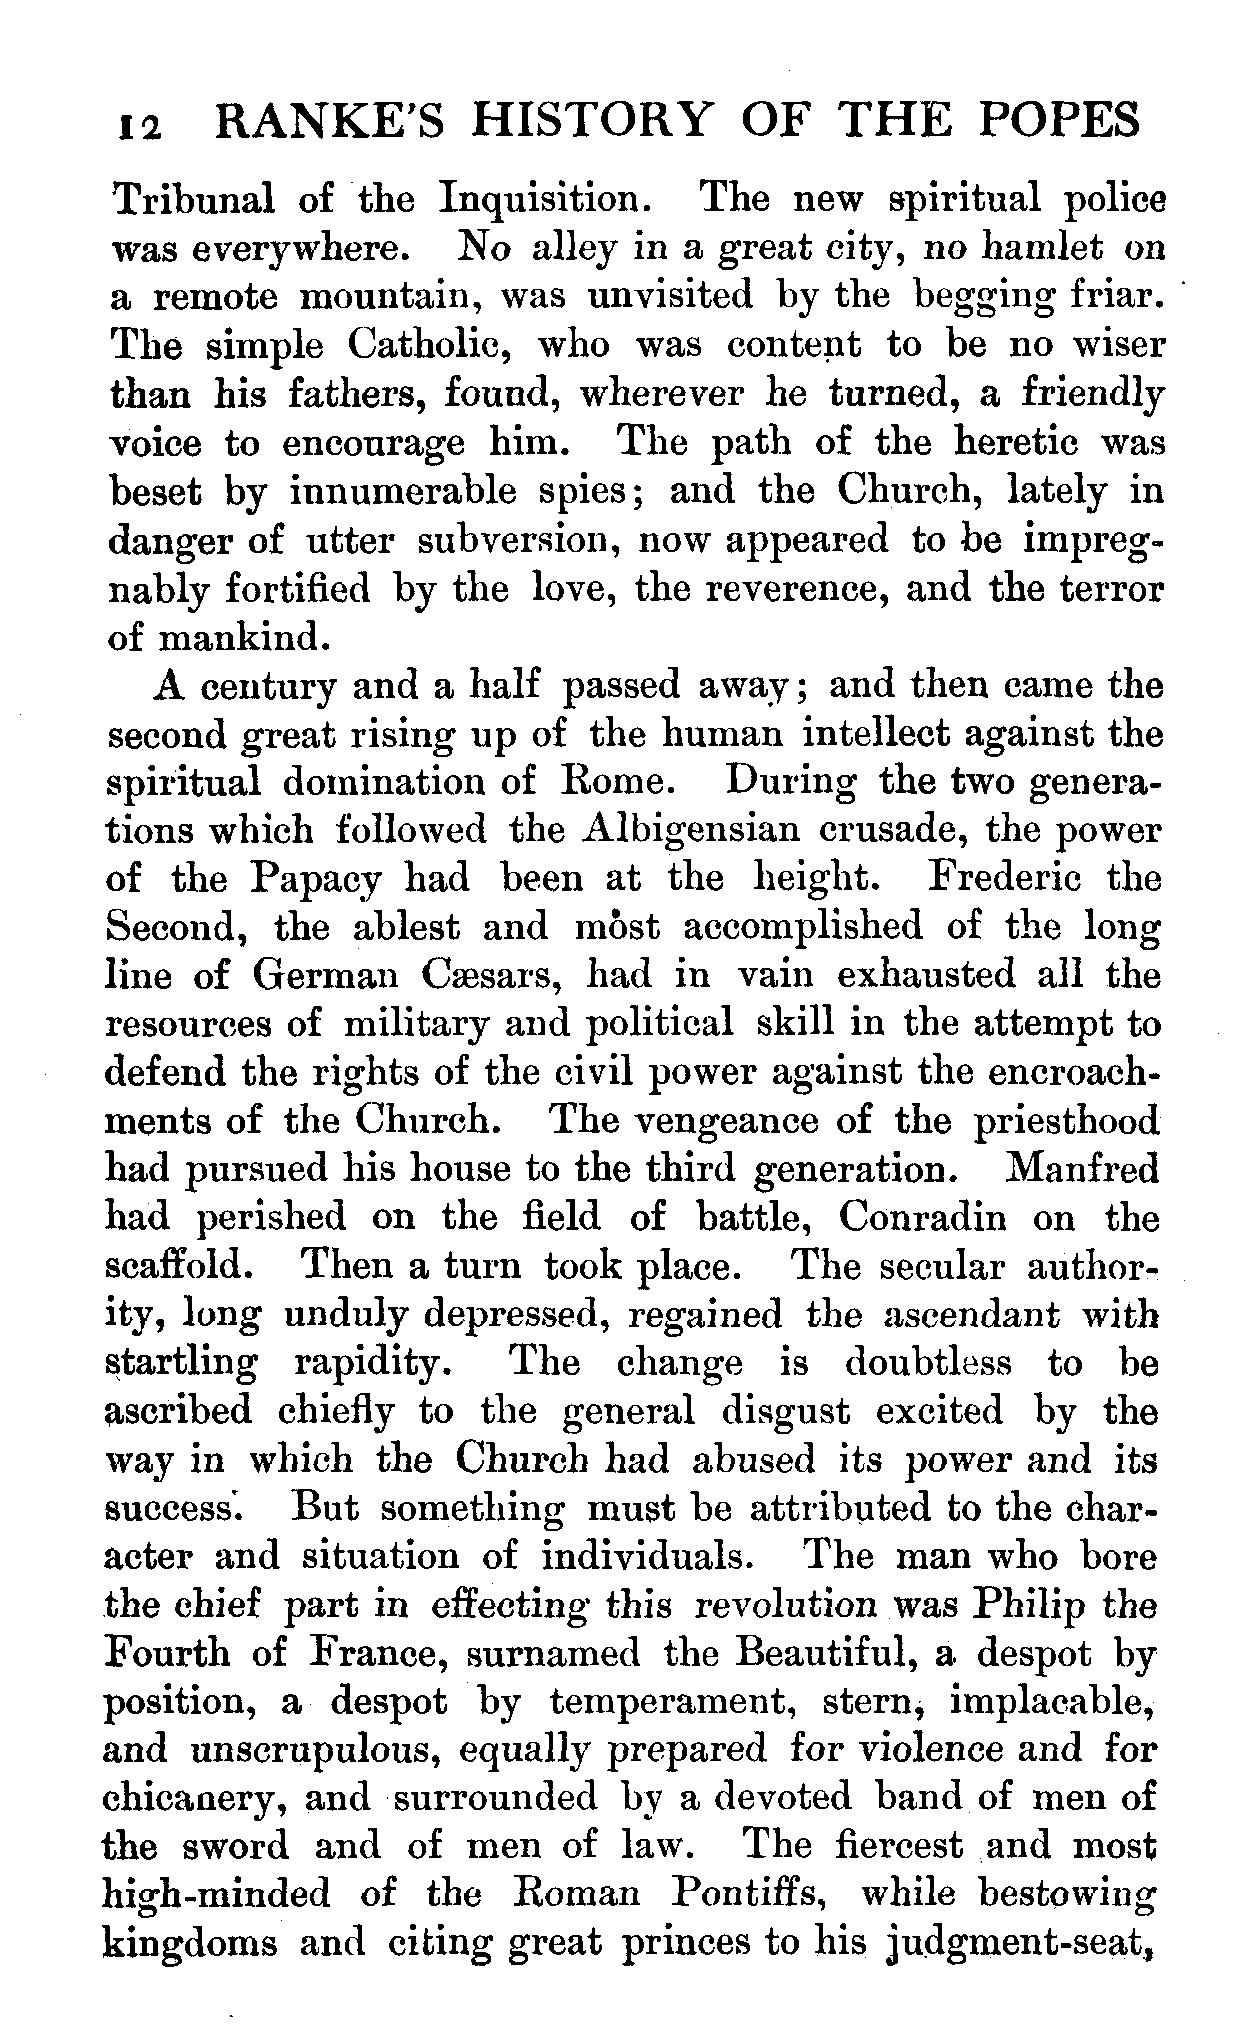 12 RANKE'S HISTORY OF THE POPES
Tribunal of the Inquisition. The new spiritual police
was everywhere. No alley in a great city, no hamlet on
a remote mountain, was unvisited by the begging friar.
The simple Catholic, who was content to be no wiser
than his fathers, found, wherever he turned, a friendly
voice to encourage him. The path of the heretic was
beset by innumerable spies; and the Church, lately in
danger of utter subversion, now appeared to be impreg-
nably fortified by the love, the reverence, and the terror
of mankind.
A century and a half passed away; and then came the
second great rising up of the human intellect against the
spiritual domination of Rome. During the two genera-
tions which followed the Albigensian crusade, the power
of the Papacy had been at the height. Frederic the
Second, the ablest and most accomplished of the long
line of German Cæsars, had in vain exhausted all the
resources of military and political skill in the attempt to
defend the rights of the civil power against the encroach-
ments of the Church. The vengeance of the priesthood
had pursued his house to the third generation. Manfred
had perished on the field of battle, Conradin on the
scaffold. Then a turn took place. The secular author-
ity, long unduly depressed, regained the ascendant with
startling rapidity. The change is doubtless to be
ascribed chiefly to the general disgust excited by the
way in which the Church had abused its power and its
success. But something must be attributed to the char-
acter and situation of individuals. The man who bore
the chief part in effecting this revolution was Philip the
Fourth of France, surnamed the Beautiful, a despot by
position, a despot by temperament, stern, implacable,
and unscrupulous, equally prepared for violence and for
chicanery, and surrounded by a devoted band of men of
the sword and of men of law. The fiercest and most
high-minded of the Roman Pontiffs, while bestowing
kingdoms and citing great princes to his judgment-seat,